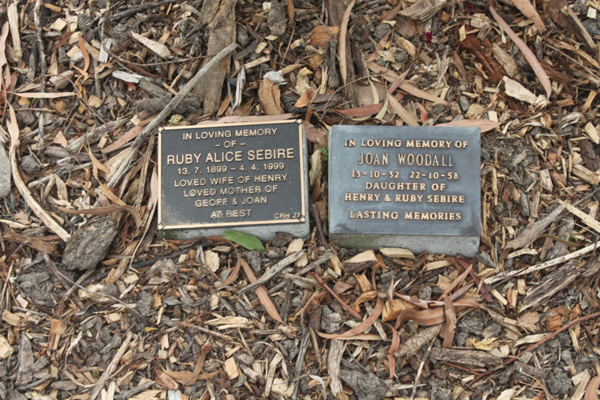 IN LOVING MEMORY
– OF –
RUBY ALICE SEBIRE
13. 7. 1899 – 4. 4. 1999
LOVED WIFE OF HENRY
LOVED MOTHER OF
GEOFF & JOAN
AT REST
CRH 27
IN LOVING MEMORY OF
JOAN WOODALL
13-10-32 22-10-58
DAUGHTER OF
HENRY & RUBY SEBIRE
LASTING MEMORIES